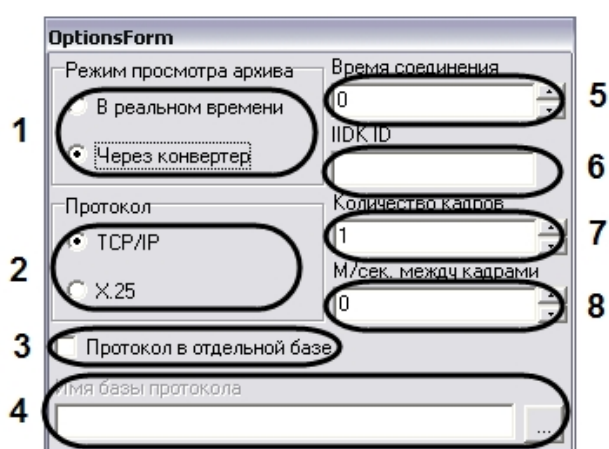 OptionsForm
Режим просмотра архива
Время соединения
В реальном времени
0
5
1
IIDK ID
Через конвертер
6
Протокол
Количество кадров
TCP/IP
1
7
2
М/сек. между кадрами
X.25
0
8
3
Протокол в отдельной базе
Имя базы протокола
4
...